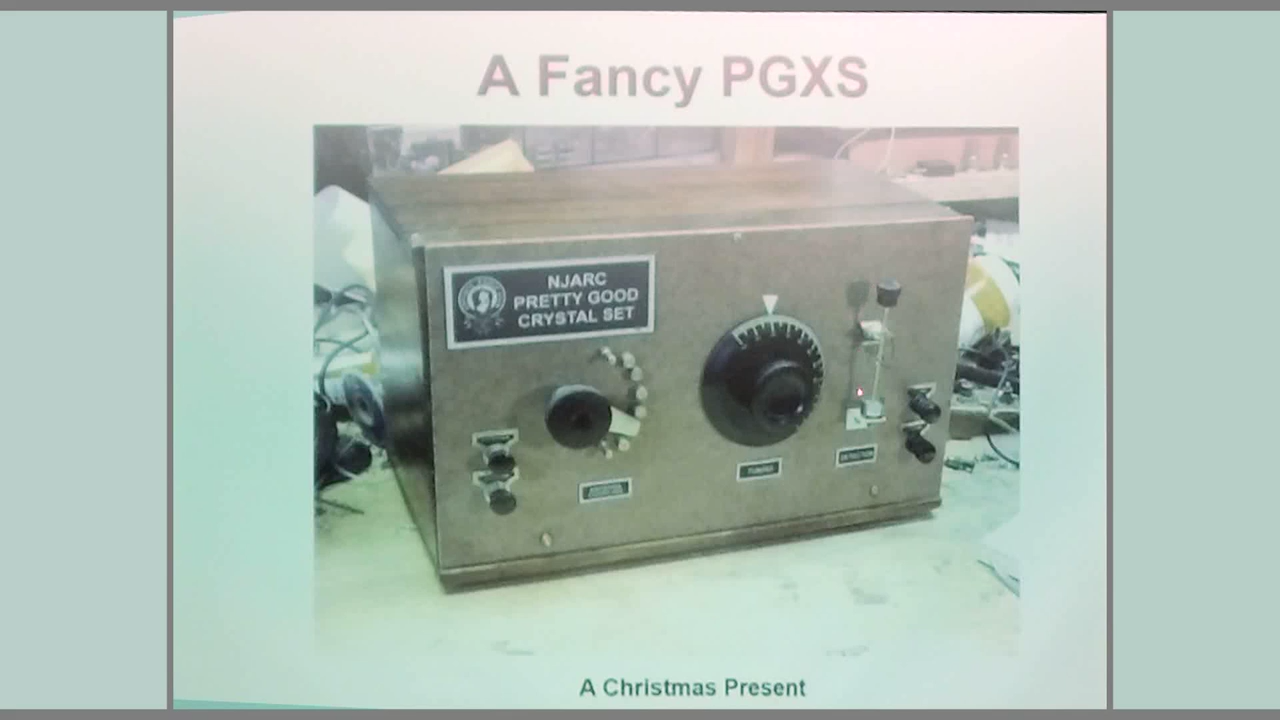 A Fancy PGXS
NJARC
PRETTY GOOD
CRYSTAL SET
TUNING
DETECTOR
A Christmas Present